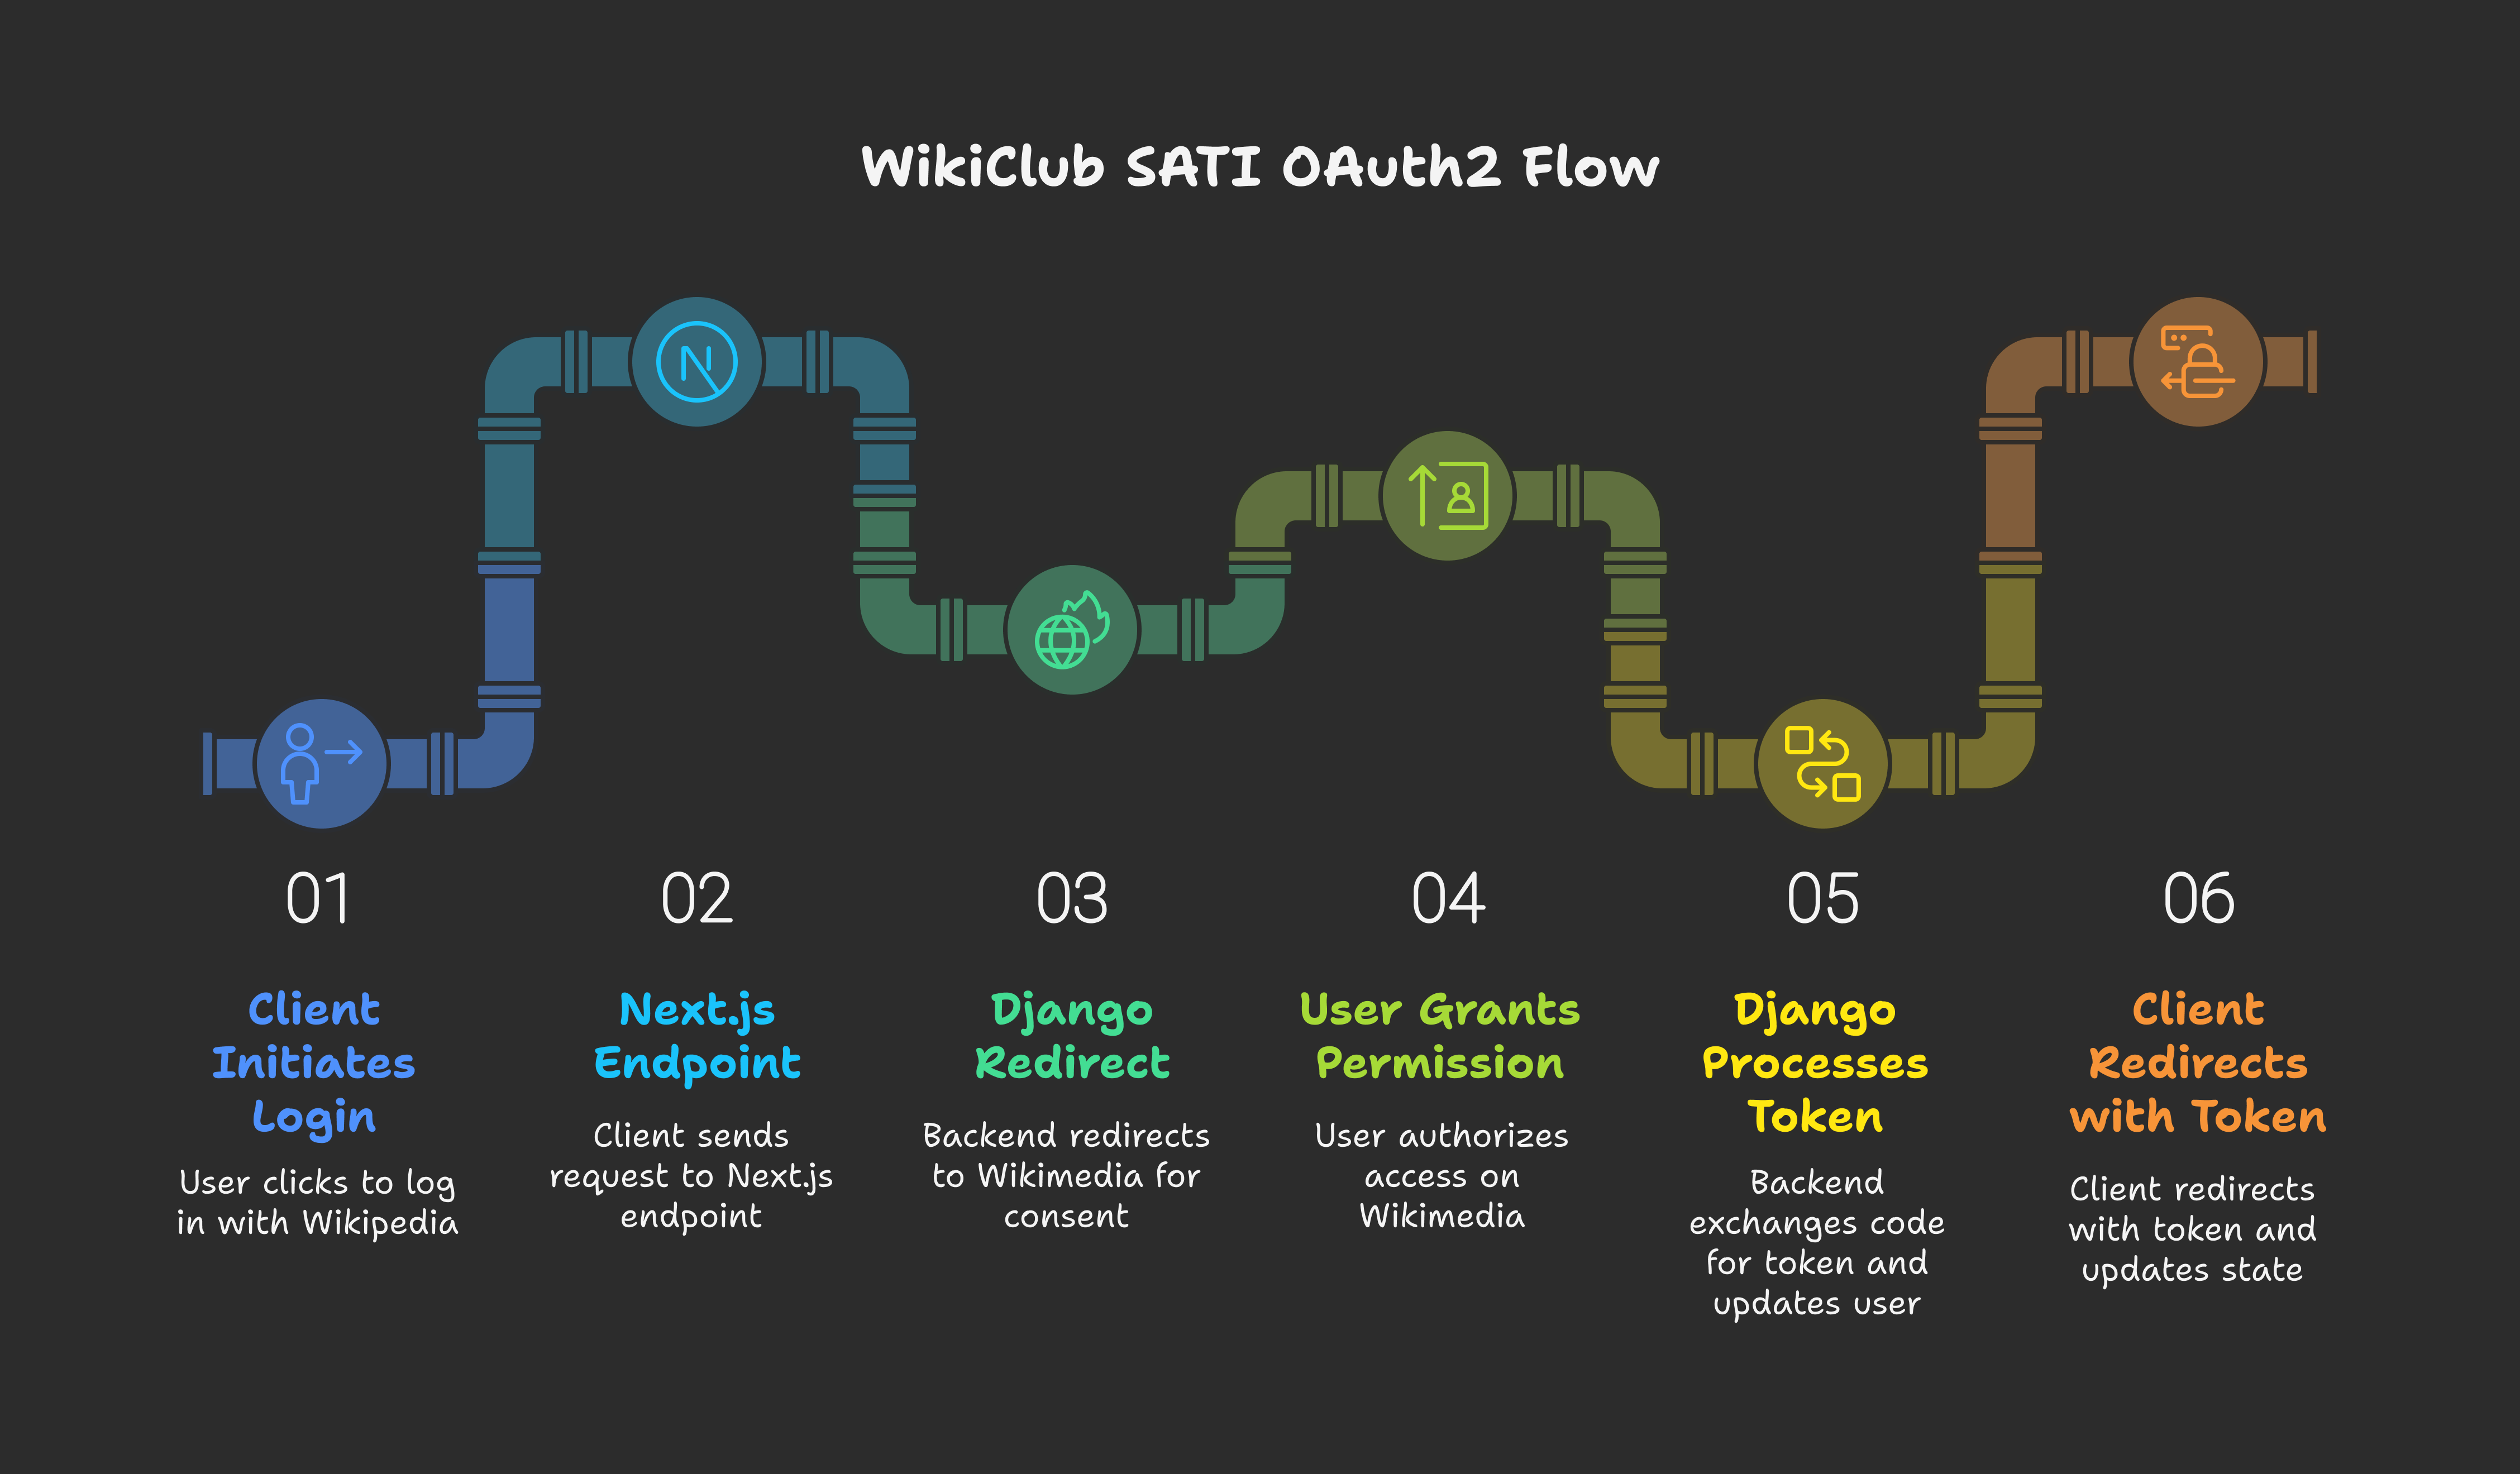 WikiClub SATI OAuth2 Flow
N
01
02
03
04
05
06
Client
Initiates
Login
User clicks to log
in with Wikipedia
Next.js
Endpoint
Client sends
request to Next.js
endpoint
Django
Redirect
Backend redirects
to Wikimedia for
consent
User Grants
Permission
User authorizes
access on
Wikimedia
Django
Processes
Token
Backend
exchanges code
for token and
updates user
Client
Redirects
with Token
Client redirects
with token and
updates state